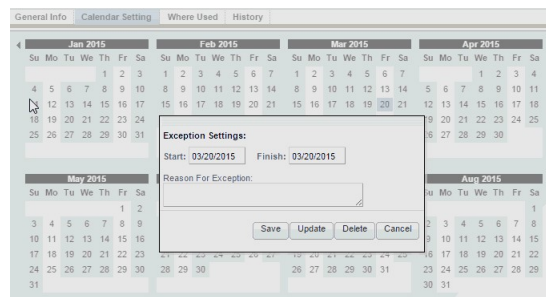 General Info Calendar Setting Where Used History
Jan 2015 Feb 2015 Mar 2015 Apr 2015
Su Mo Tu We Th Fr Sa Su Mo Tu We Th Fr Sa Su Mo Tu We Th Fr Sa Su Mo Tu We Th Fr Sa
1 2 3 1 2 3 4 5 6 7 1 2 3 4 5 6 7 1 2 3 4
4 5 6 7 8 9 10 8 9 10 11 12 13 14 8 9 10 11 12 13 14 5 6 7 8 9 10 11
12 13 14 15 16 17 15 16 17 18 19 20 21 15 16 17 18 19 20 21 12 13 14 15 16 17 18
18 19 20 21 22 23 24 19 20 21 22 23 24 25
25 26 27 28 29 30 31 27 28 29 30
Exception Settings:
Start: 03/20/2015 Finish: 03/20/2015
Reason For Exception:
Save Update Delete Cancel
May 2015 Aug 2015
Su Mo Tu We Th Fr Sa Mo Tu We Th Fr Sa
1 2 1
3 4 5 6 7 8 9 2 3 4 5 6 7 8
10 11 12 13 14 15 16 9 10 11 12 13 14 15
17 18 19 20 21 22 23 16 17 18 19 20 21 22
24 25 26 27 28 29 30 28 29 30 26 27 28 29 30 31 23 24 25 26 27 28 29
31 30 31